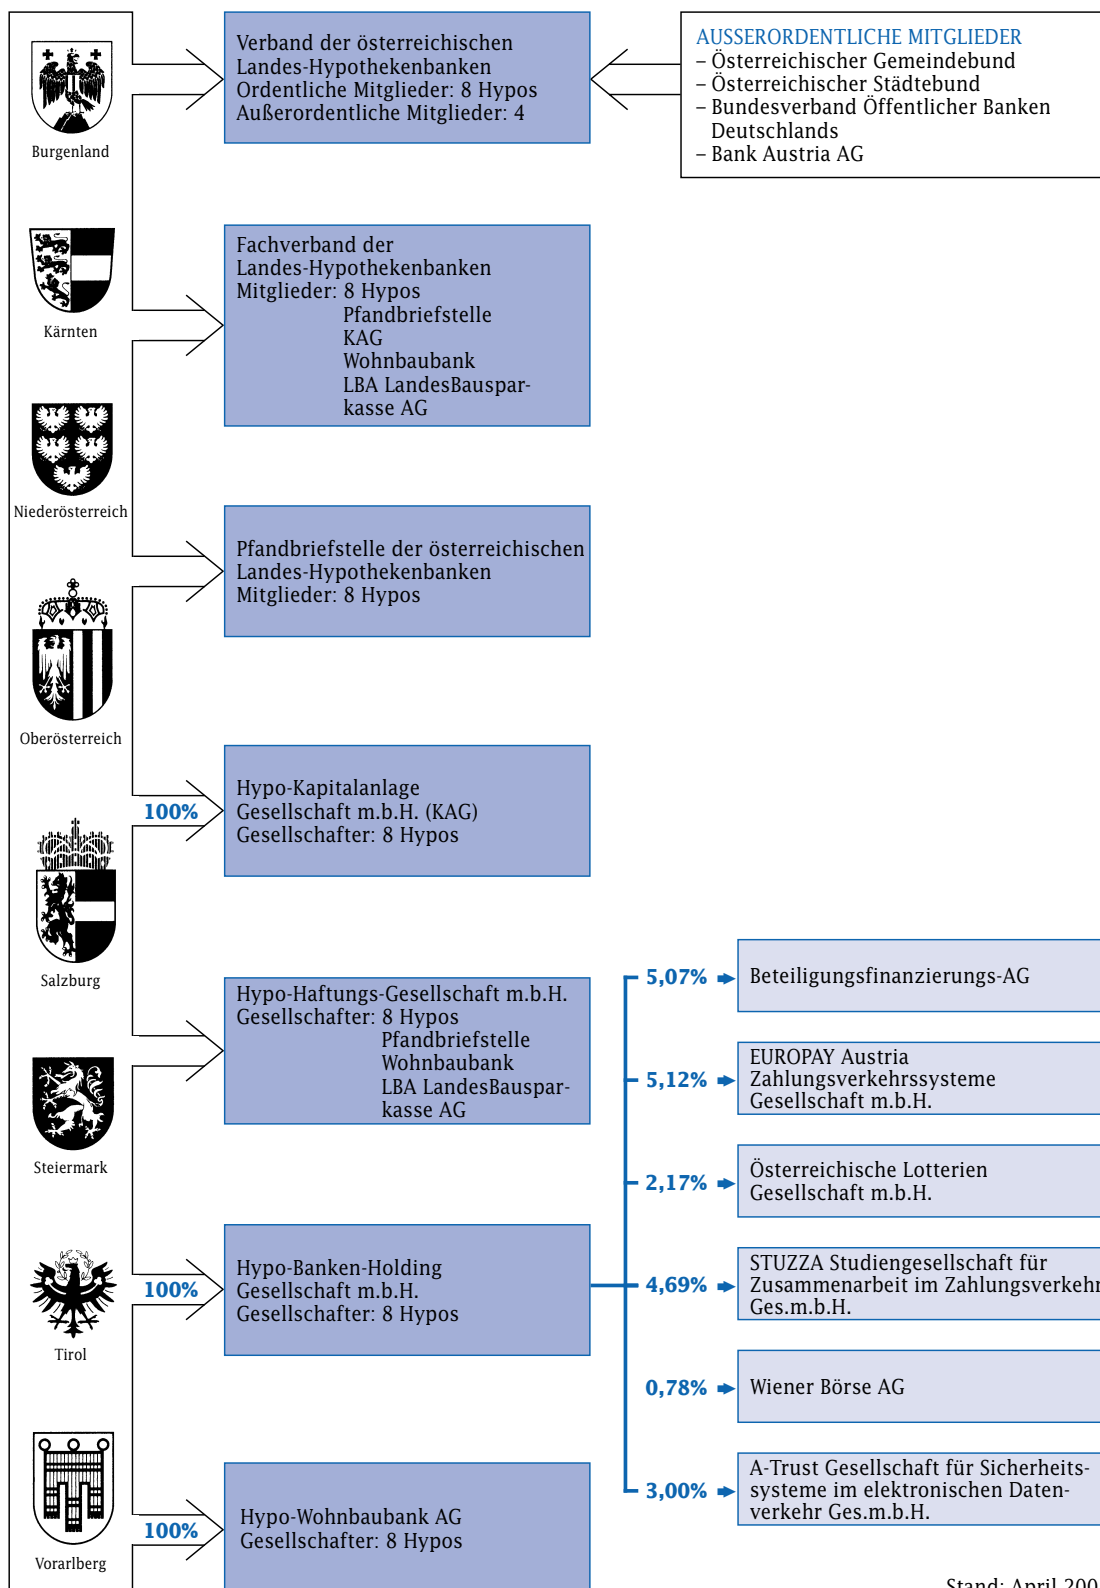 Burgenland
Kärnten
Niederösterreich
Oberösterreich
Salzburg
Steiermark
Tirol
Vorarlberg
Verband der österreichischen
Landes-Hypothekenbanken
Ordentliche Mitglieder: 8 Hypos
Außerordentliche Mitglieder: 4
AUSSERORDENTLICHE MITGLIEDER
– Österreichischer Gemeindebund
– Österreichischer Städtebund
– Bundesverband Öffentlicher Banken
Deutschlands
– Bank Austria AG
Fachverband der
Landes-Hypothekenbanken
Mitglieder: 8 Hypos
Pfandbriefstelle
KAG
Wohnbaubank
LBA LandesBauspar-
kasse AG
Pfandbriefstelle der österreichischen
Landes-Hypothekenbanken
Mitglieder: 8 Hypos
100%
Hypo-Kapitalanlage
Gesellschaft m.b.H. (KAG)
Gesellschafter: 8 Hypos
Hypo-Haftungs-Gesellschaft m.b.H.
Gesellschafter: 8 Hypos
Pfandbriefstelle
Wohnbaubank
LBA LandesBauspar-
kasse AG
100%
Hypo-Banken-Holding
Gesellschaft m.b.H.
Gesellschafter: 8 Hypos
5,07%
Beteiligungsfinanzierungs-AG
5,12%
EUROPAY Austria
Zahlungsverkehrssysteme
Gesellschaft m.b.H.
2,17%
Österreichische Lotterien
Gesellschaft m.b.H.
4,69%
STUZZA Studiengesellschaft für
Zusammenarbeit im Zahlungsverkehr
Ges.m.b.H.
0,78%
Wiener Börse AG
3,00%
A-Trust Gesellschaft für Sicherheits-
systeme im elektronischen Daten-
verkehr Ges.m.b.H.
100%
Hypo-Wohnbaubank AG
Gesellschafter: 8 Hypos
Stand: April